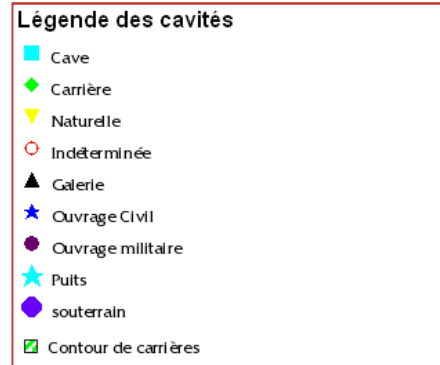 Légende des cavités
Cave
Carrière
Naturelle
Indéterminée
Galerie
Ouvrage Civil
Ouvrage militaire
Puits
souterrain
Contour de carrières